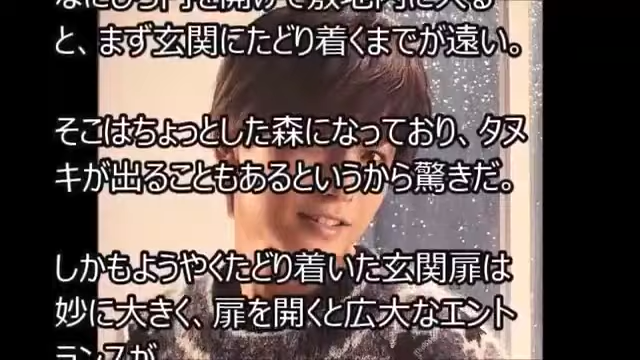 と、まず玄関にたどり着くまでが遠い。
そこはちょっとした森になっており、タヌ
キが出ることもあるというから驚きだ。
しかもようやくたどり着いた玄関扉は
妙に大きく、扉を開くと広大なエント
ランスが